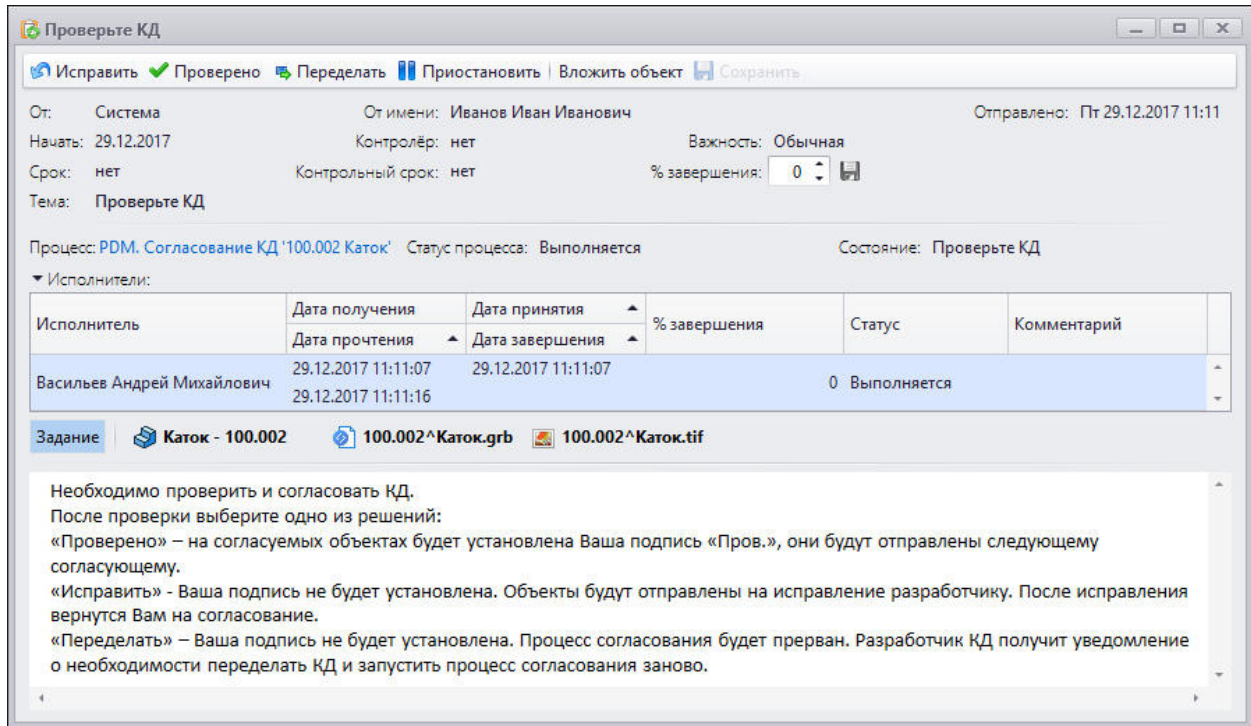 Проверьте КД
Исправить Проверено Переделать Приостановить Вложить объект Сохранить
От: Система От имени: Иванов Иван Иванович Отправлено: Пт 29.12.2017 11:11
Начать: 29.12.2017 Контролёр: нет Важность: Обычная
Срок: нет Контрольный срок: нет % завершения: 0
Тема: Проверьте КД
Процесс: PDM. Согласование КД '100.002 Каток' Статус процесса: Выполняется Состояние: Проверьте КД
Исполнители:
Исполнитель Дата получения Дата принятия % завершения Статус Комментарий
Дата прочтения Дата завершения
Васильев Андрей Михайлович 29.12.2017 11:11:07 29.12.2017 11:11:07 0 Выполняется
29.12.2017 11:11:16
Задание Каток - 100.002 100.002^Каток.grb 100.002^Каток.tif
Необходимо проверить и согласовать КД.
После проверки выберите одно из решений:
«Проверено» – на согласуемых объектах будет установлена Ваша подпись «Пров.», они будут отправлены следующему
согласующему.
«Исправить» - Ваша подпись не будет установлена. Объекты будут отправлены на исправление разработчику. После исправления
вернутся Вам на согласование.
«Переделать» – Ваша подпись не будет установлена. Процесс согласования будет прерван. Разработчик КД получит уведомление
о необходимости переделать КД и запустить процесс согласования заново.